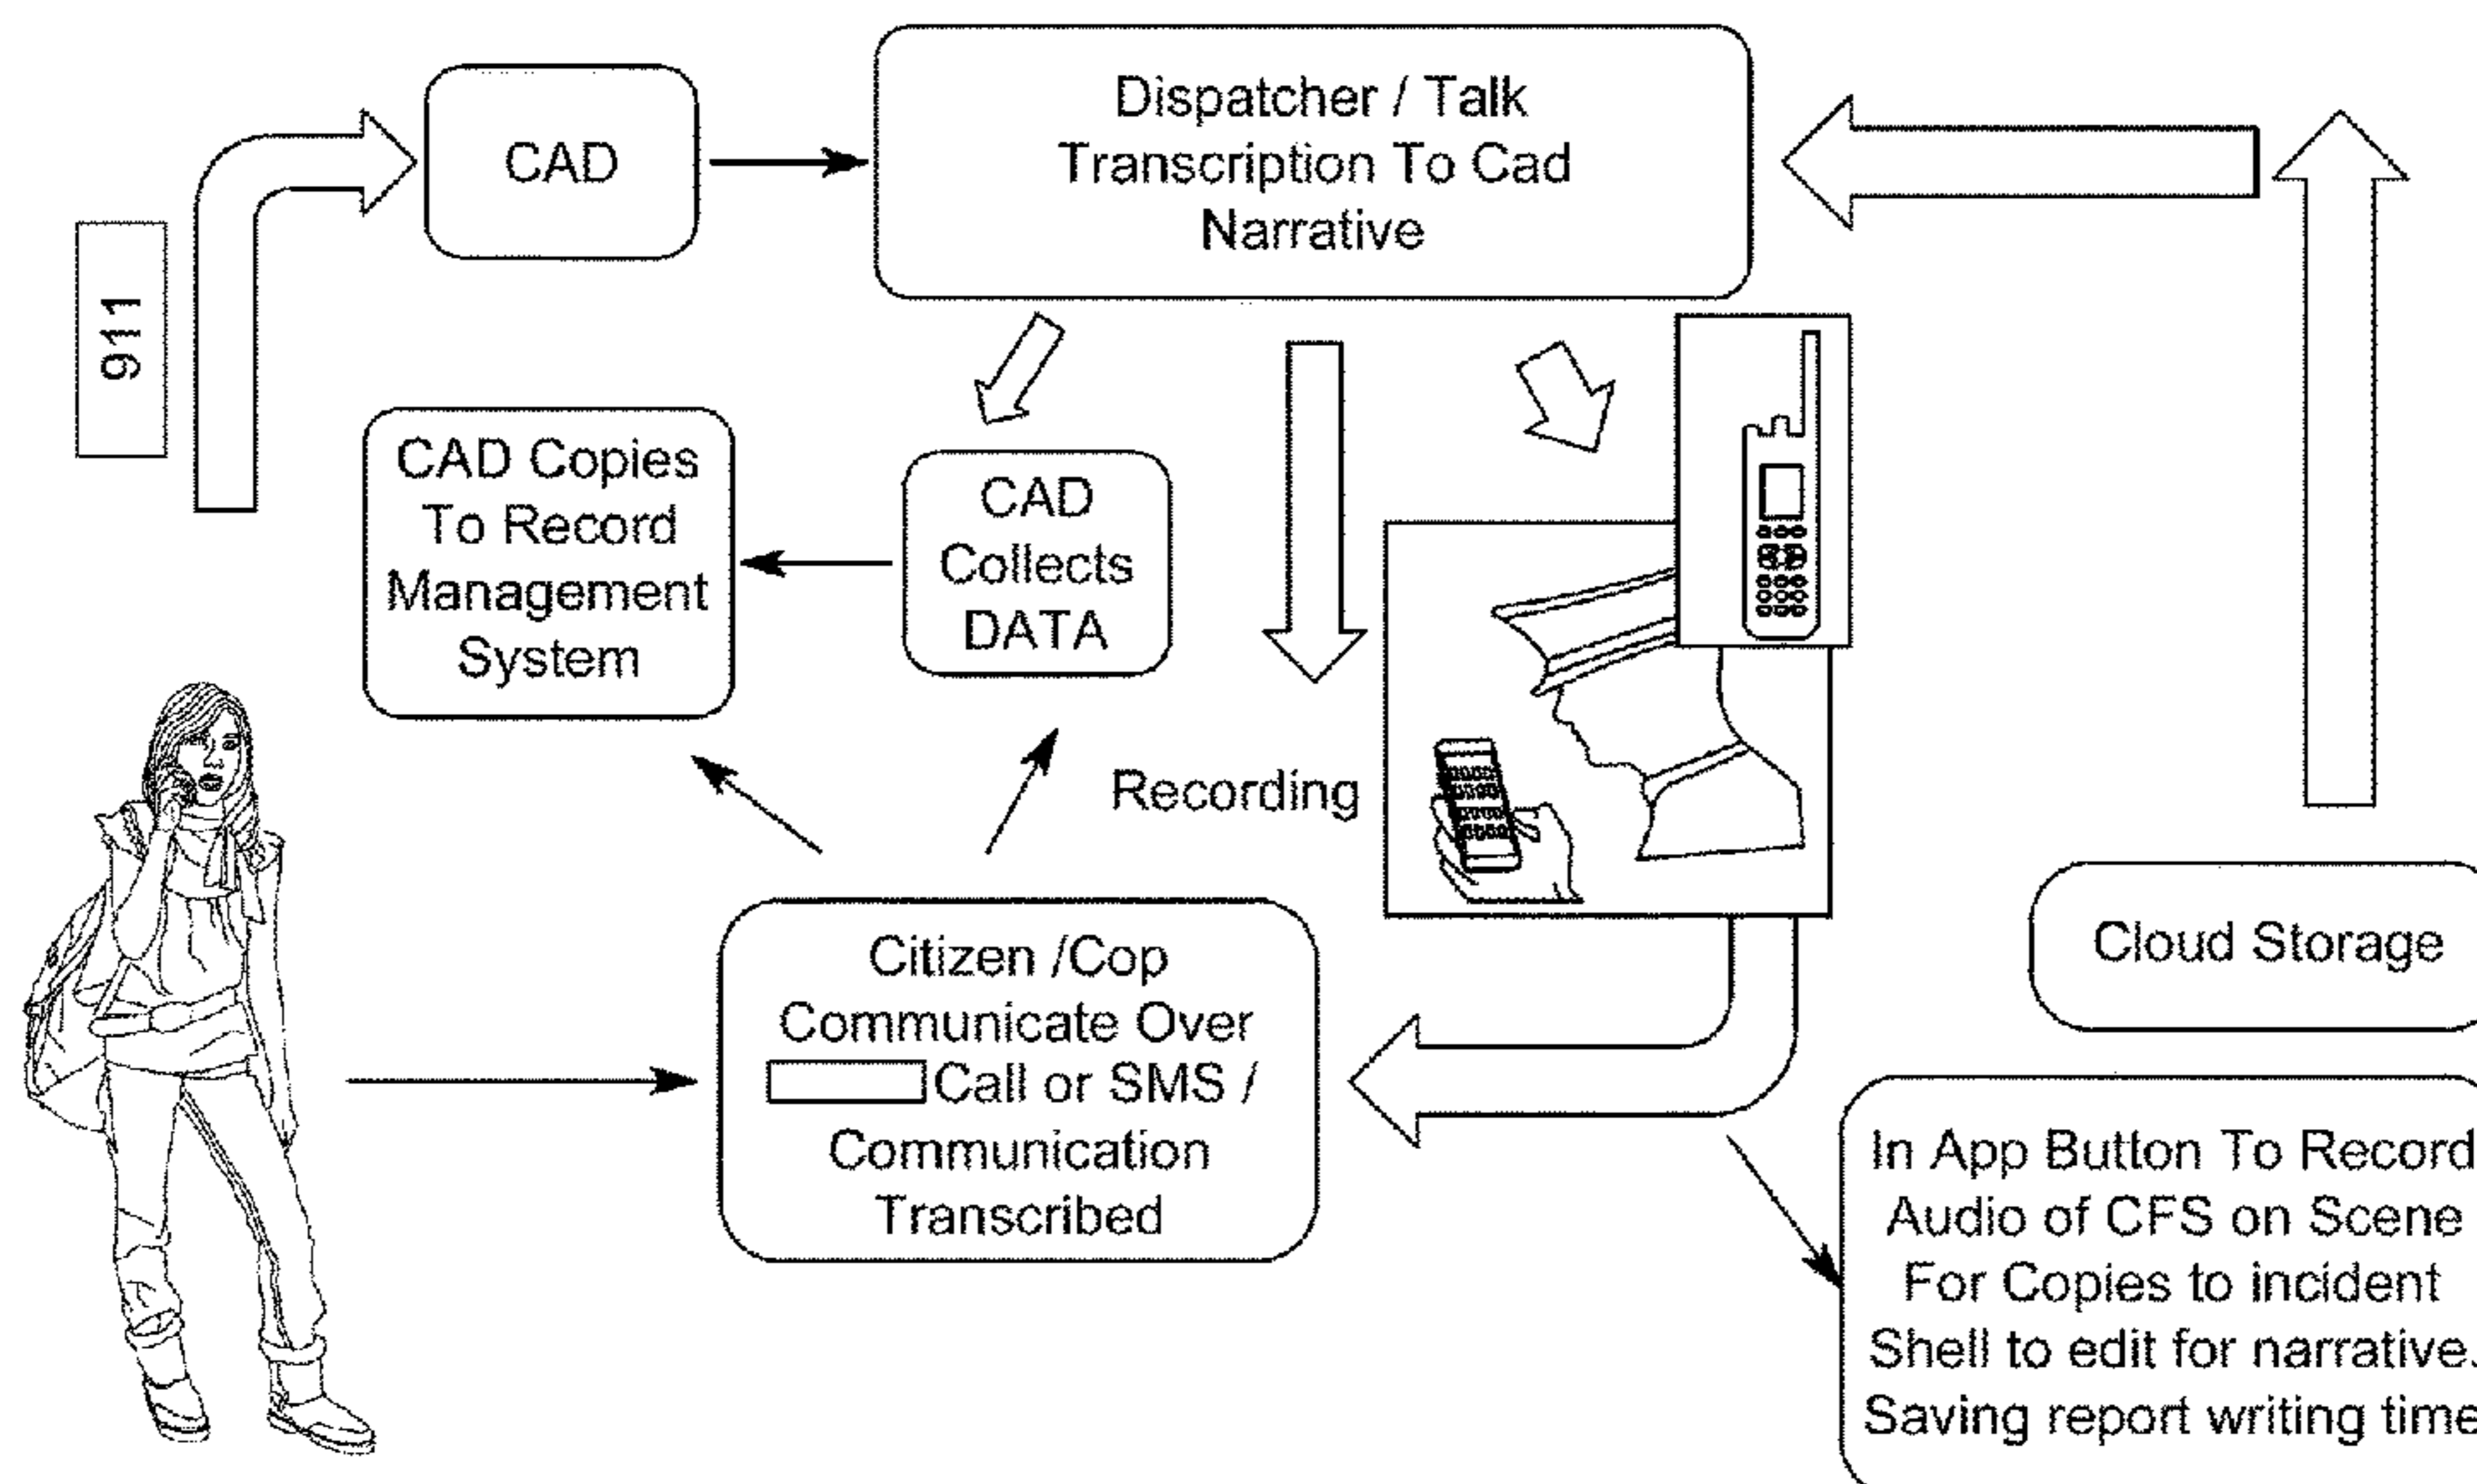 911
CAD
Dispatcher / Talk
Transcription To Cad
Narrative
CAD Copies
To Record
Management
System
CAD
Collects
DATA
Recording
Citizen /Cop
Communicate Over
Call or SMS /
Communication
Transcribed
Cloud Storage
In App Button To Record
Audio of CFS on Scene
For Copies to incident
Shell to edit for narrative.
Saving report writing time